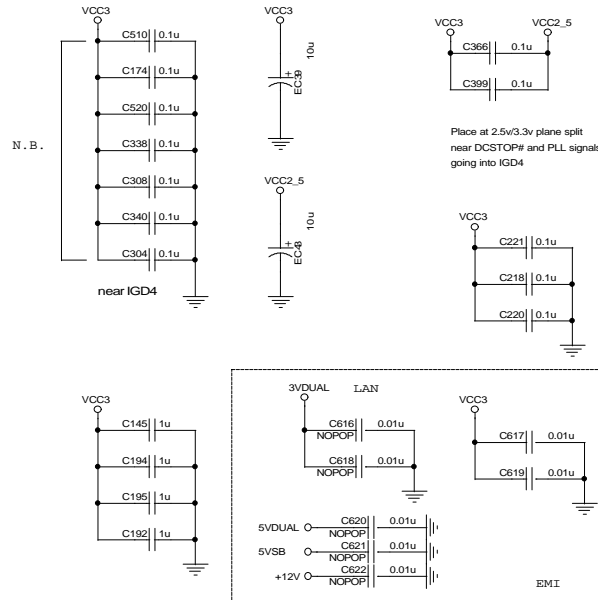 VCC3
C510 0.1u
C174 0.1u
C520 0.1u
C338 0.1u
C308 0.1u
C340 0.1u
C304 0.1u
N.B.
near IGD4
VCC3
10u
EC39
VCC2_5
10u
EC48
VCC3 VCC2_5
C366 0.1u
C399 0.1u
Place at 2.5v/3.3v plane split
near DCSTOP# and PLL signals
going into IGD4
VCC3
C221 0.1u
C218 0.1u
C220 0.1u
VCC3
C145 1u
C194 1u
C195 1u
C192 1u
3VDUAL LAN
C616 0.01u
NOPOP
C618 0.01u
NOPOP
VCC3
C617 0.01u
C619 0.01u
5VDUAL C620 0.01u
NOPOP
5VSB C621 0.01u
NOPOP
+12V C622 0.01u
NOPOP
EMI